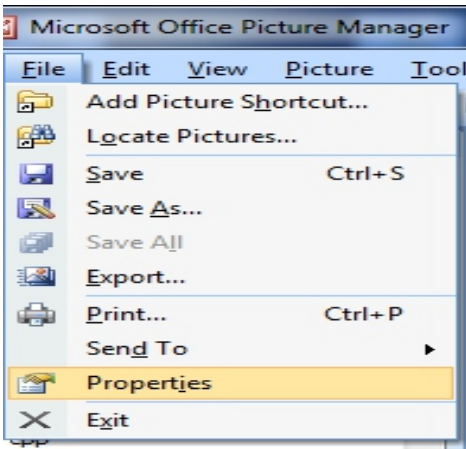 Microsoft Office Picture Manager
File Edit View Picture Tool
Add Picture Shortcut...
Locate Pictures...
Save Ctrl+S
Save As...
Save All
Export...
Print... Ctrl+P
Send To
Properties
Exit